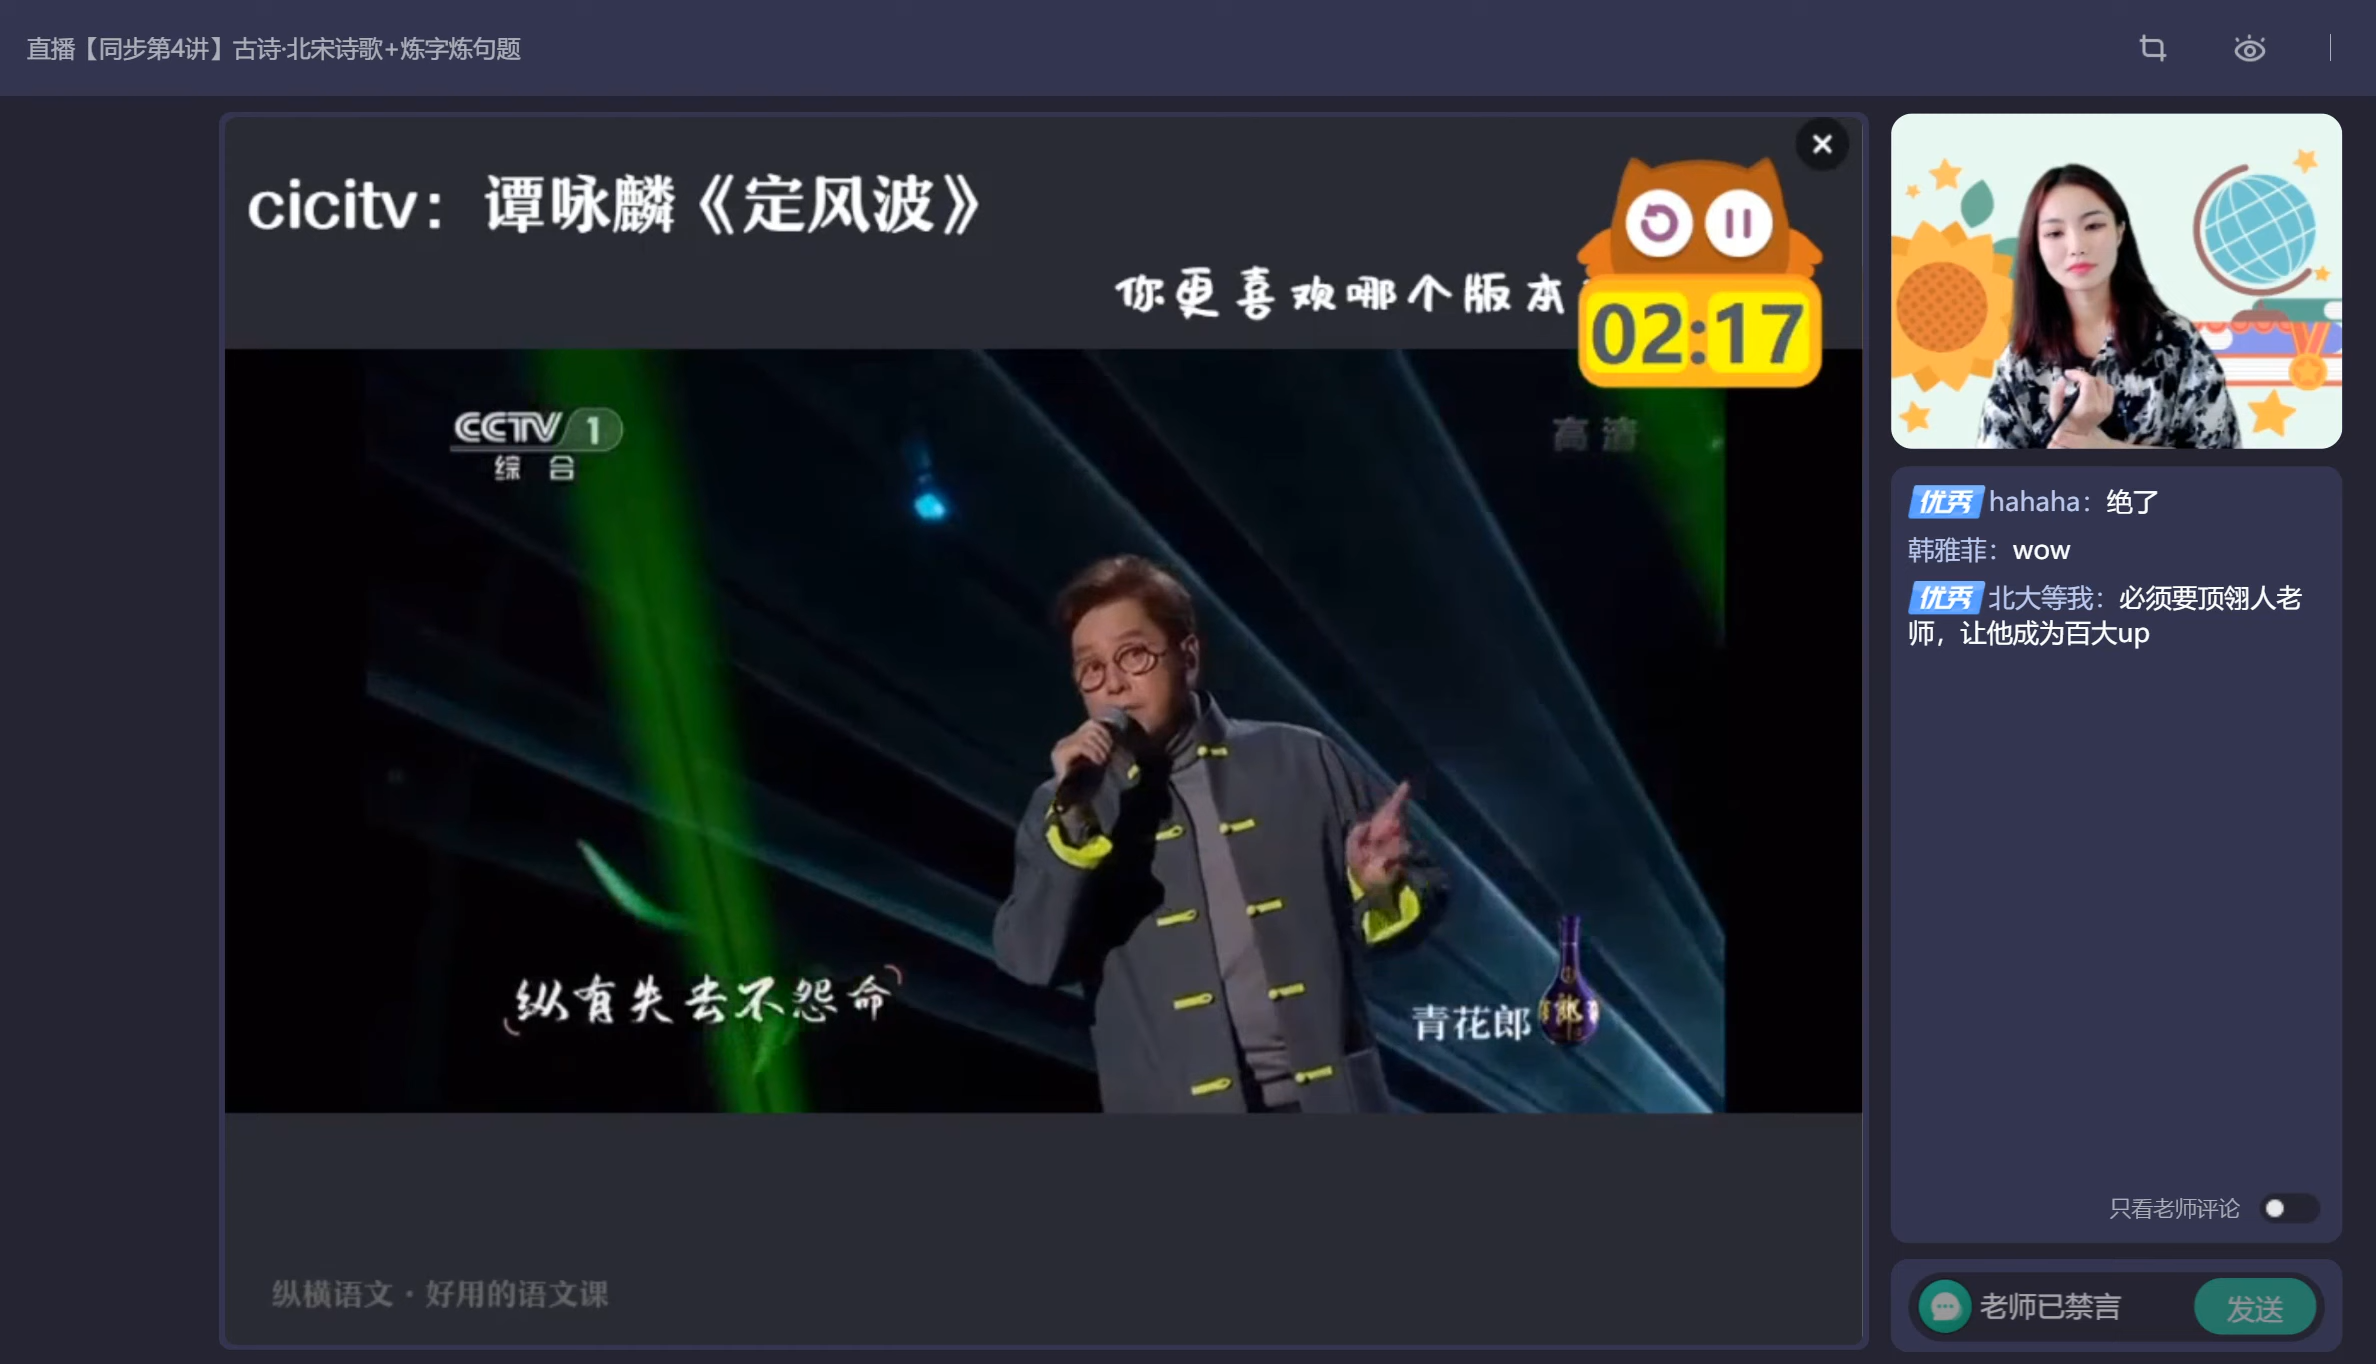 直播【同步第4讲】古诗·北宋诗歌+炼字炼句题
cicitv：谭咏麟《定风波》
你更喜欢哪个版本
02:17
CCTV 1
综合
高清
纵有失去不怨命
青花郎
郎
纵横语文·好用的语文课
优秀 hahaha：绝了
韩雅菲：wow
优秀 北大等我：必须要顶翎人老
师，让他成为百大up
只看老师评论
老师已禁言
发送